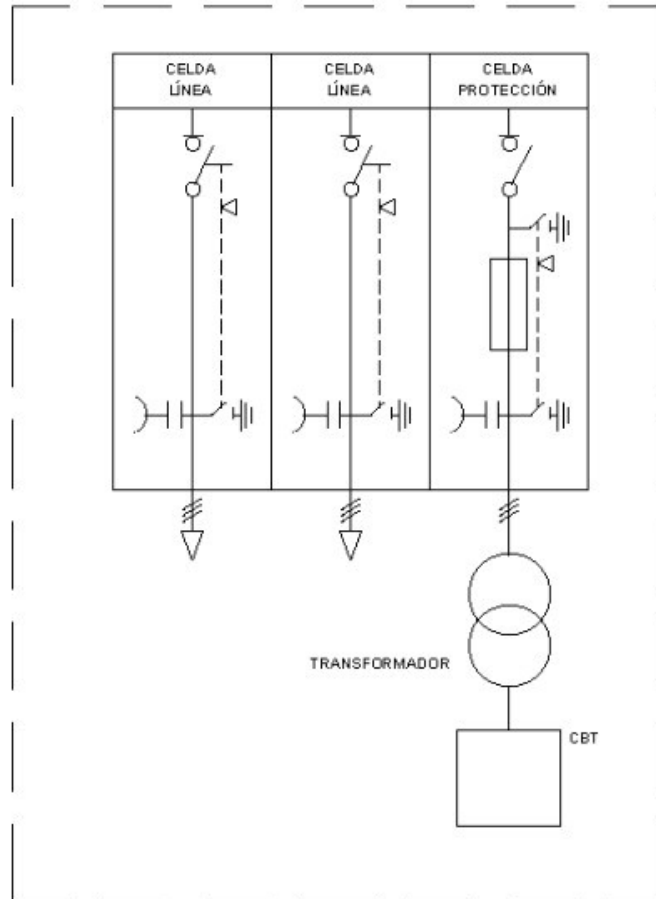 CELDA
LÍNEA
CELDA
LÍNEA
CELDA
PROTECCIÓN
TRANSFORMADOR
CBT